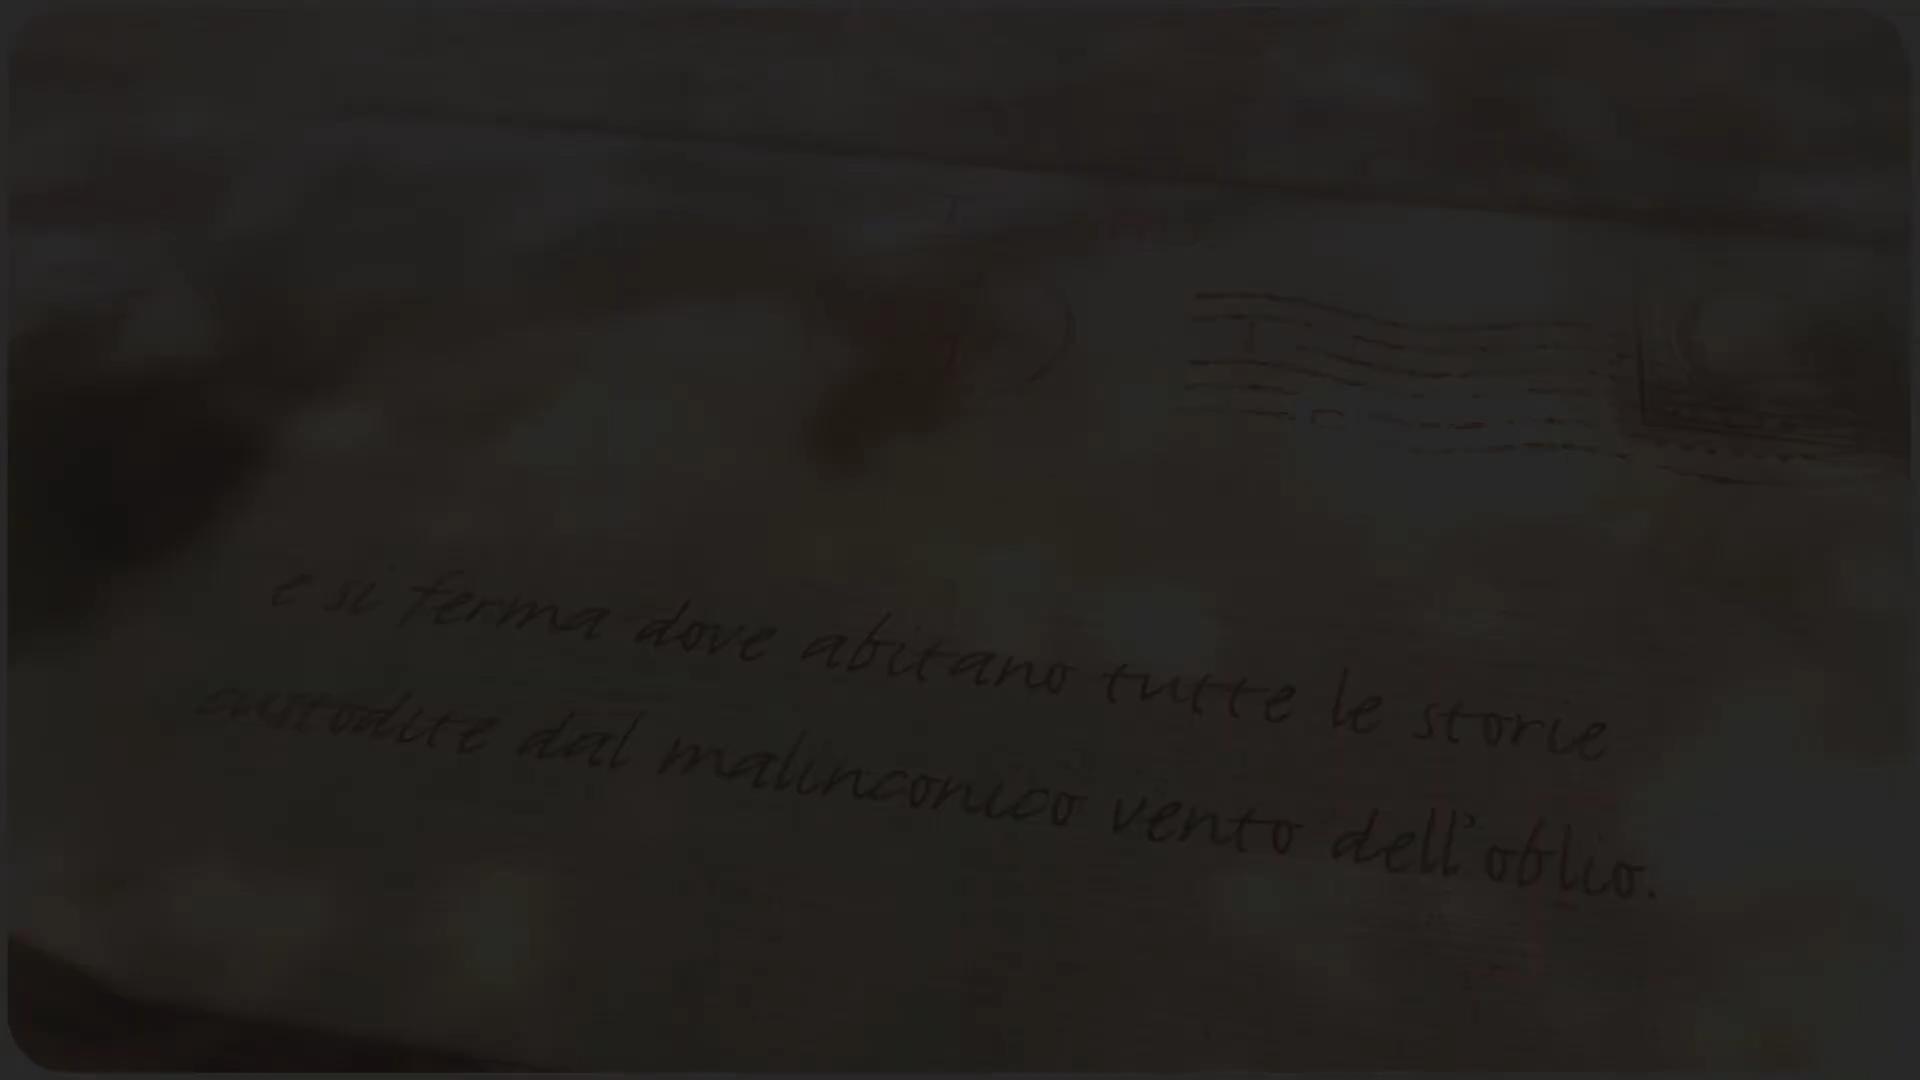 e si ferma dove abitano tutte le storie
custodite dal malinconico vento dell'oblio.